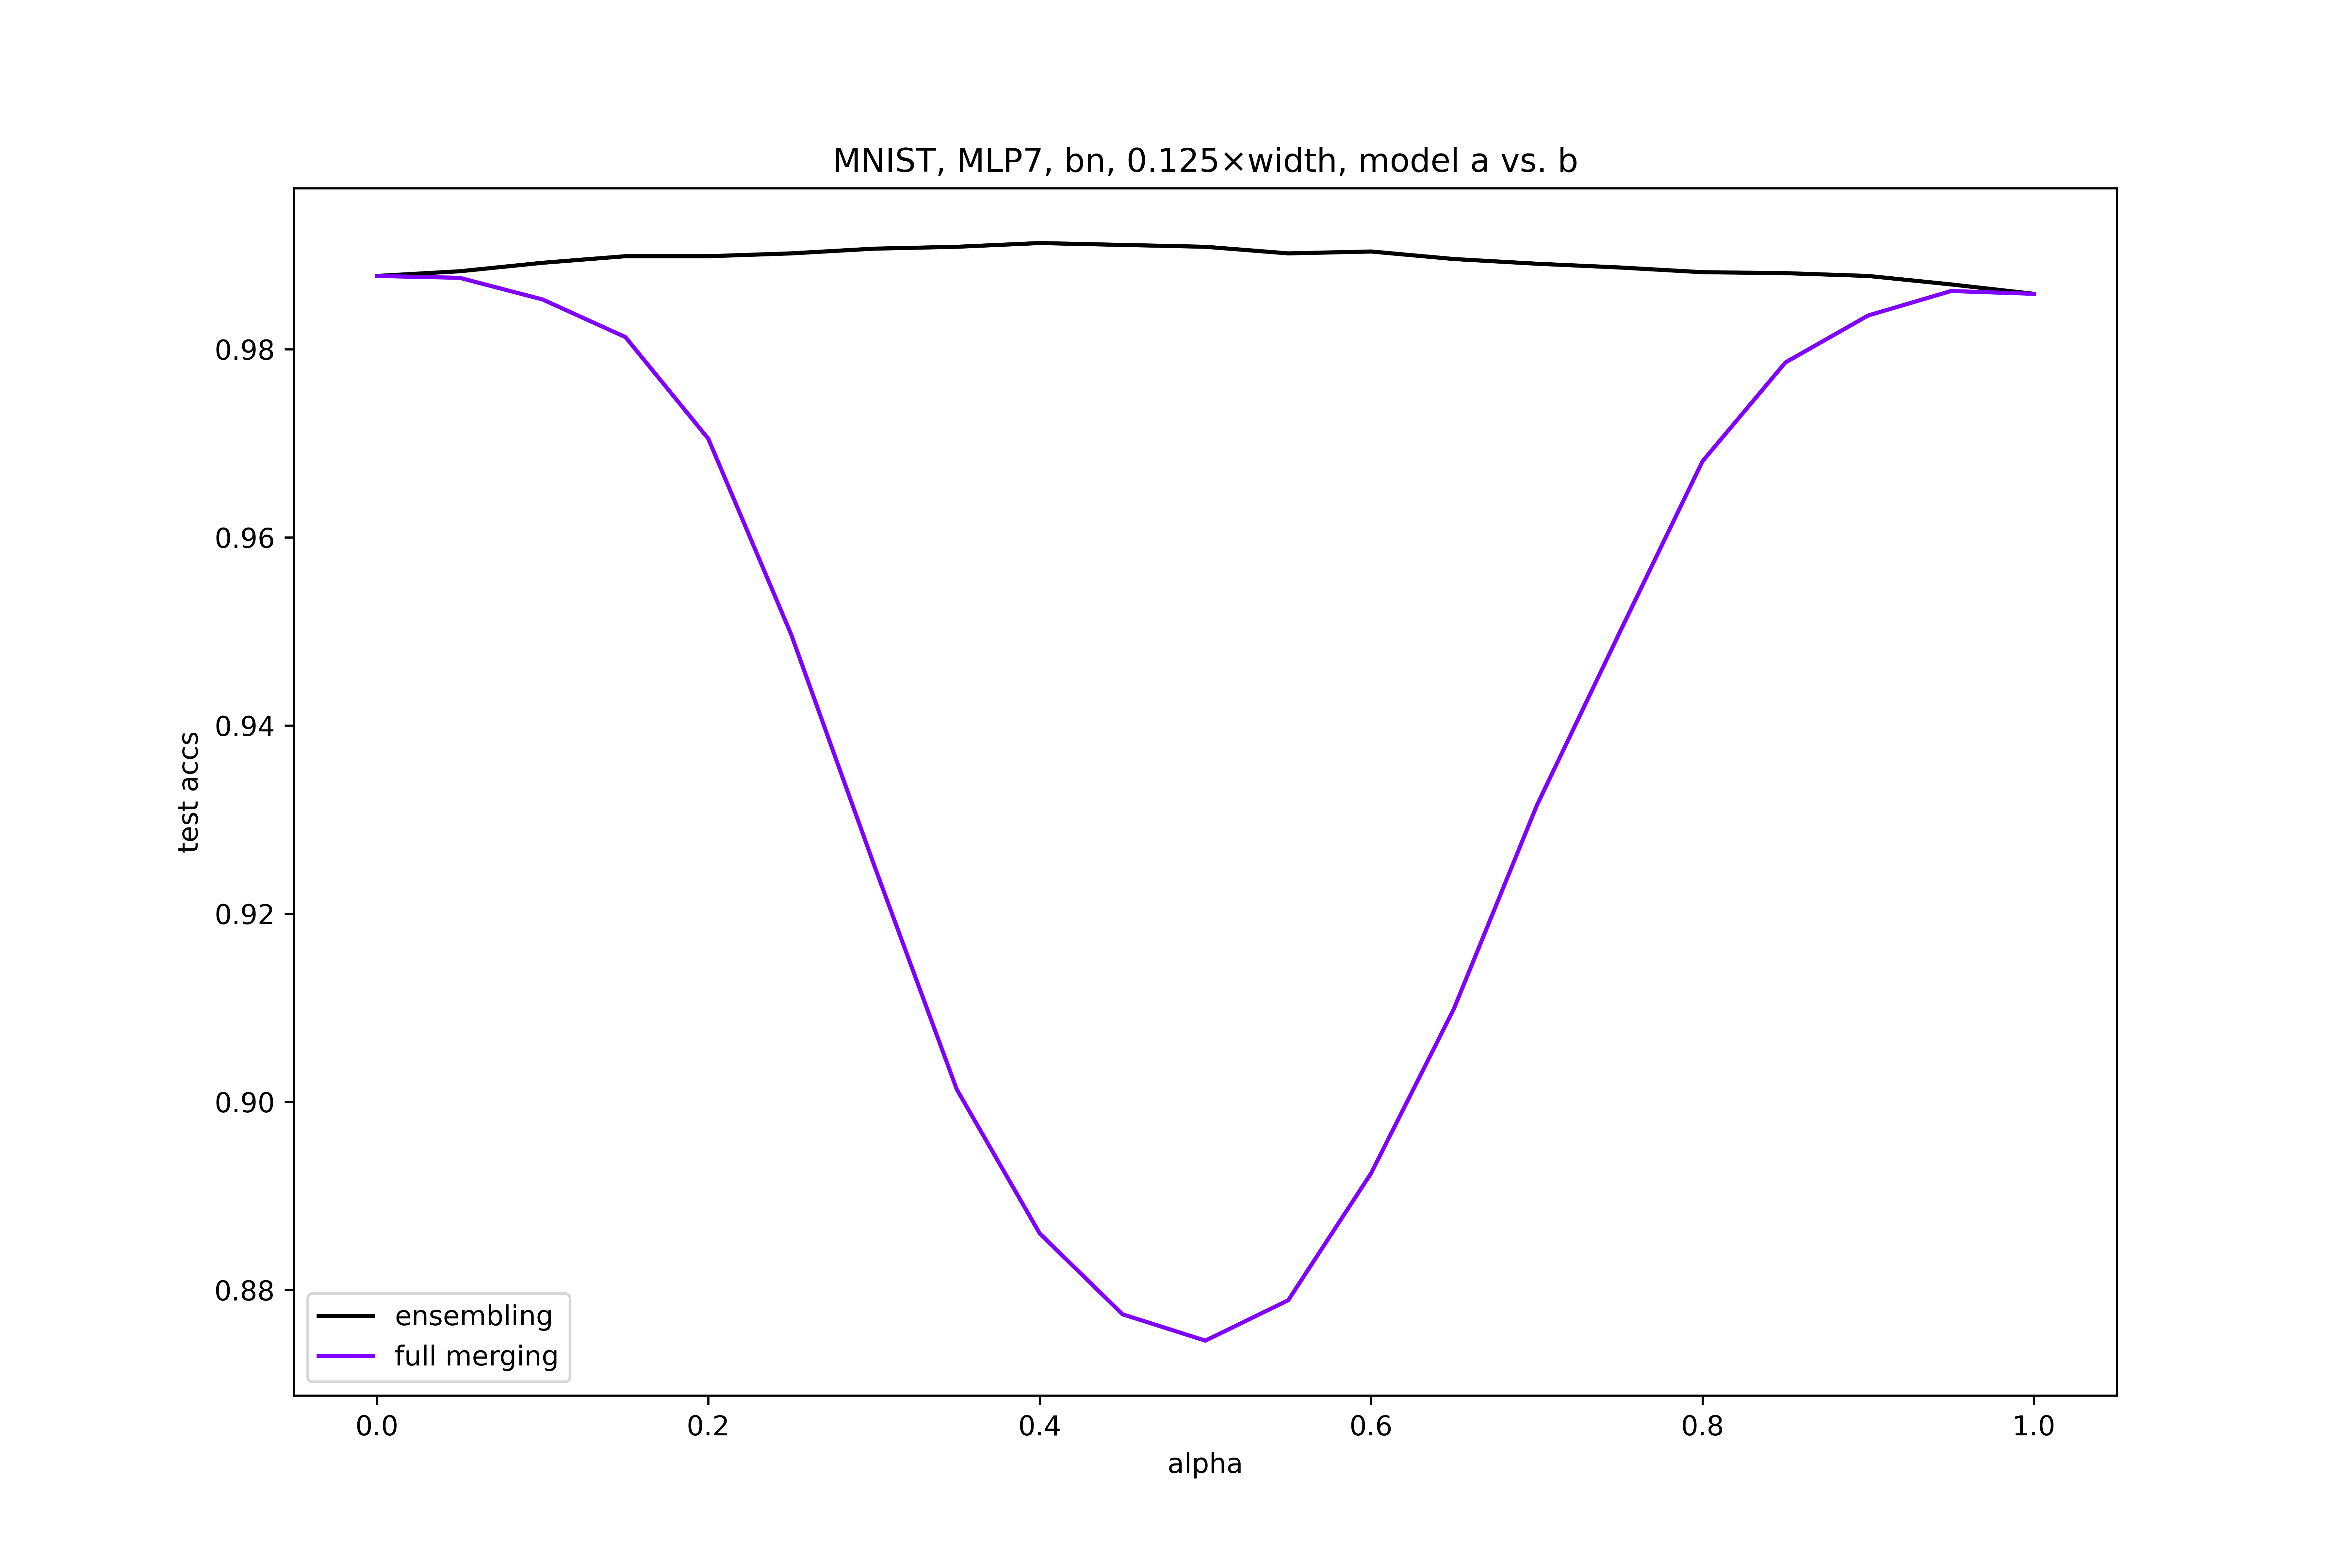 MNIST, MLP7, bn, 0.125×width, model a vs. b
test accs
0.98
0.96
0.94
0.92
0.90
0.88
ensembling
full merging
0.0 0.2 0.4 0.6 0.8 1.0
alpha